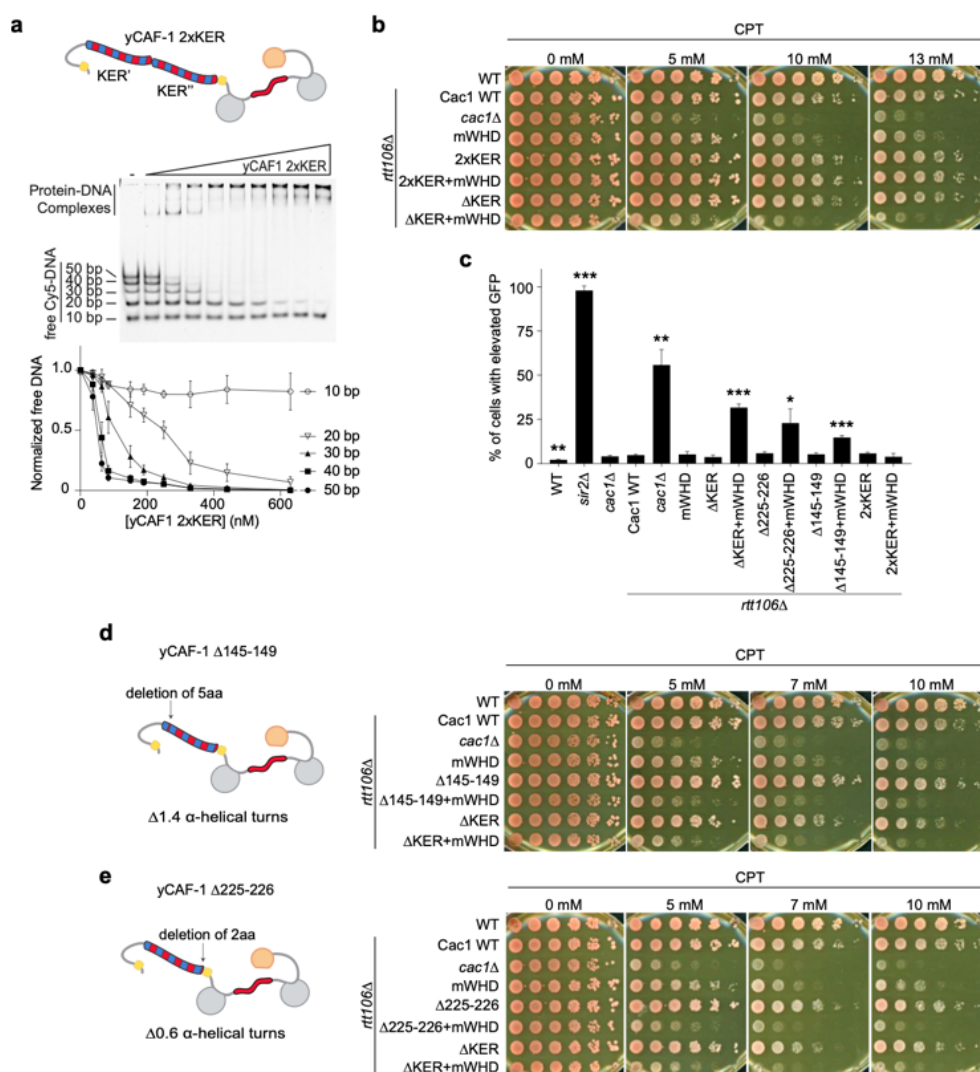 a
yCAF-1 2xKER
KER'
KER"
yCAF1 2xKER
-
Protein-DNA
Complexes
free Cy5-DNA
50 bp
40 bp
30 bp
20 bp
10 bp
Normalized free DNA
1.0
0.5
0
0 200 400 600
[yCAF1 2xKER] (nM)
10 bp
20 bp
30 bp
40 bp
50 bp
b
CPT
0 mM 5 mM 10 mM 13 mM
WT
Cac1 WT
cac1Δ
mWHD
2xKER
2xKER+mWHD
ΔKER
ΔKER+mWHD
rtt106Δ
c
% of cells with elevated GFP
100
75
50
25
0
** *** ** *** * ***
WT
sir2Δ
cac1Δ
Cac1 WT
cac1Δ
mWHD
ΔKER
ΔKER+mWHD
Δ225-226
Δ225-226+mWHD
Δ145-149
Δ145-149+mWHD
2xKER
2xKER+mWHD
rtt106Δ
d
yCAF-1 Δ145-149
deletion of 5aa
Δ1.4 α-helical turns
CPT
0 mM 5 mM 7 mM 10 mM
WT
Cac1 WT
cac1Δ
mWHD
Δ145-149
Δ145-149+mWHD
ΔKER
ΔKER+mWHD
rtt106Δ
e
yCAF-1 Δ225-226
deletion of 2aa
Δ0.6 α-helical turns
CPT
0 mM 5 mM 7 mM 10 mM
WT
Cac1 WT
cac1Δ
mWHD
Δ225-226
Δ225-226+mWHD
ΔKER
ΔKER+mWHD
rtt106Δ